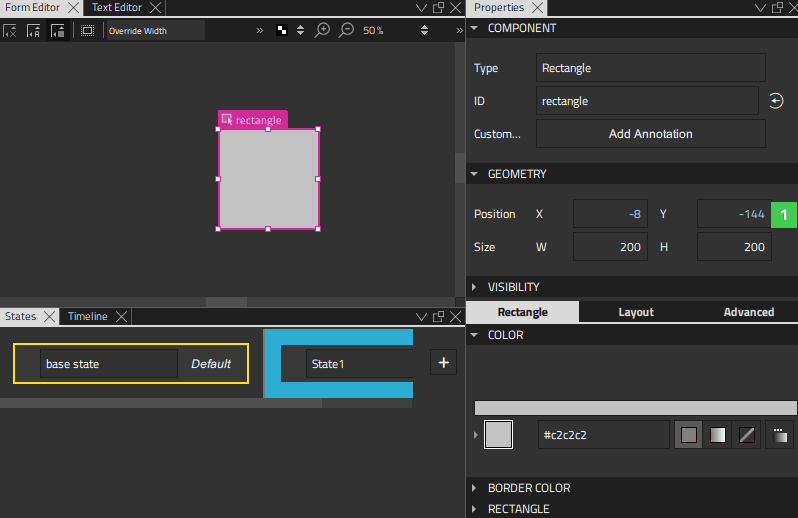 Form Editor
Text Editor
Override Width
50%
rectangle
States
Timeline
base state
Default
State1
+
Properties
COMPONENT
Type
Rectangle
ID
rectangle
Custom...
Add Annotation
GEOMETRY
Position X -8 Y -144 1
Size W 200 H 200
VISIBILITY
Rectangle
Layout
Advanced
COLOR
#c2c2c2
BORDER COLOR
RECTANGLE